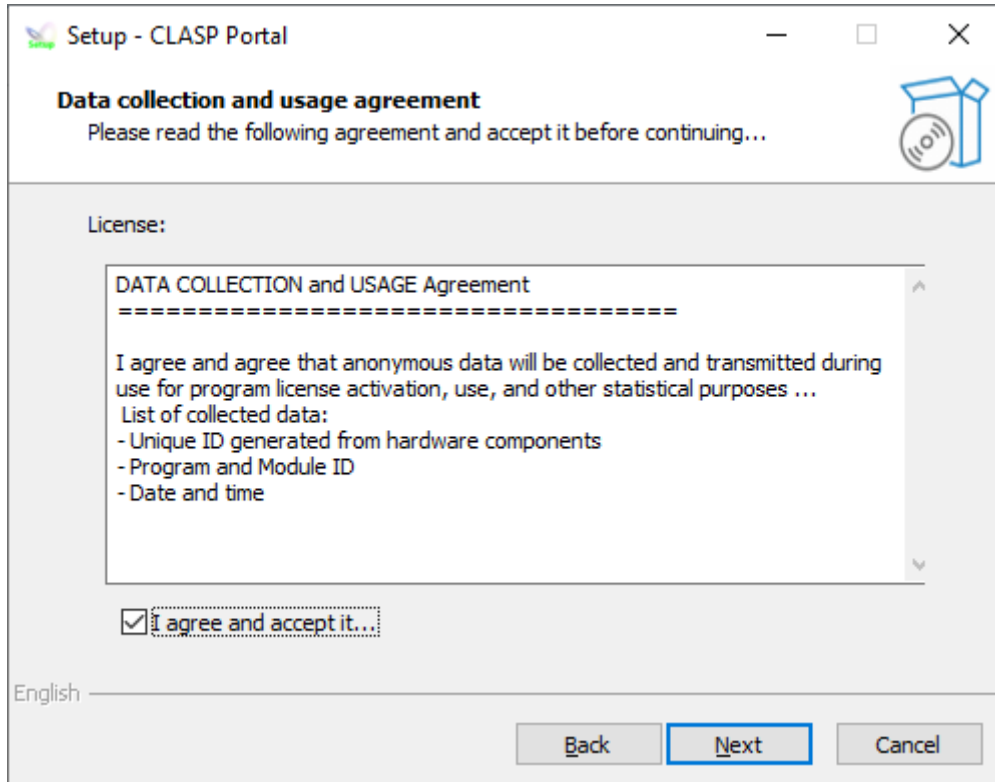 Setup - CLASP Portal
Data collection and usage agreement
Please read the following agreement and accept it before continuing...
License:
DATA COLLECTION and USAGE Agreement
===================================
I agree and agree that anonymous data will be collected and transmitted during
use for program license activation, use, and other statistical purposes ...
List of collected data:
- Unique ID generated from hardware components
- Program and Module ID
- Date and time
I agree and accept it...
English
Back
Next
Cancel